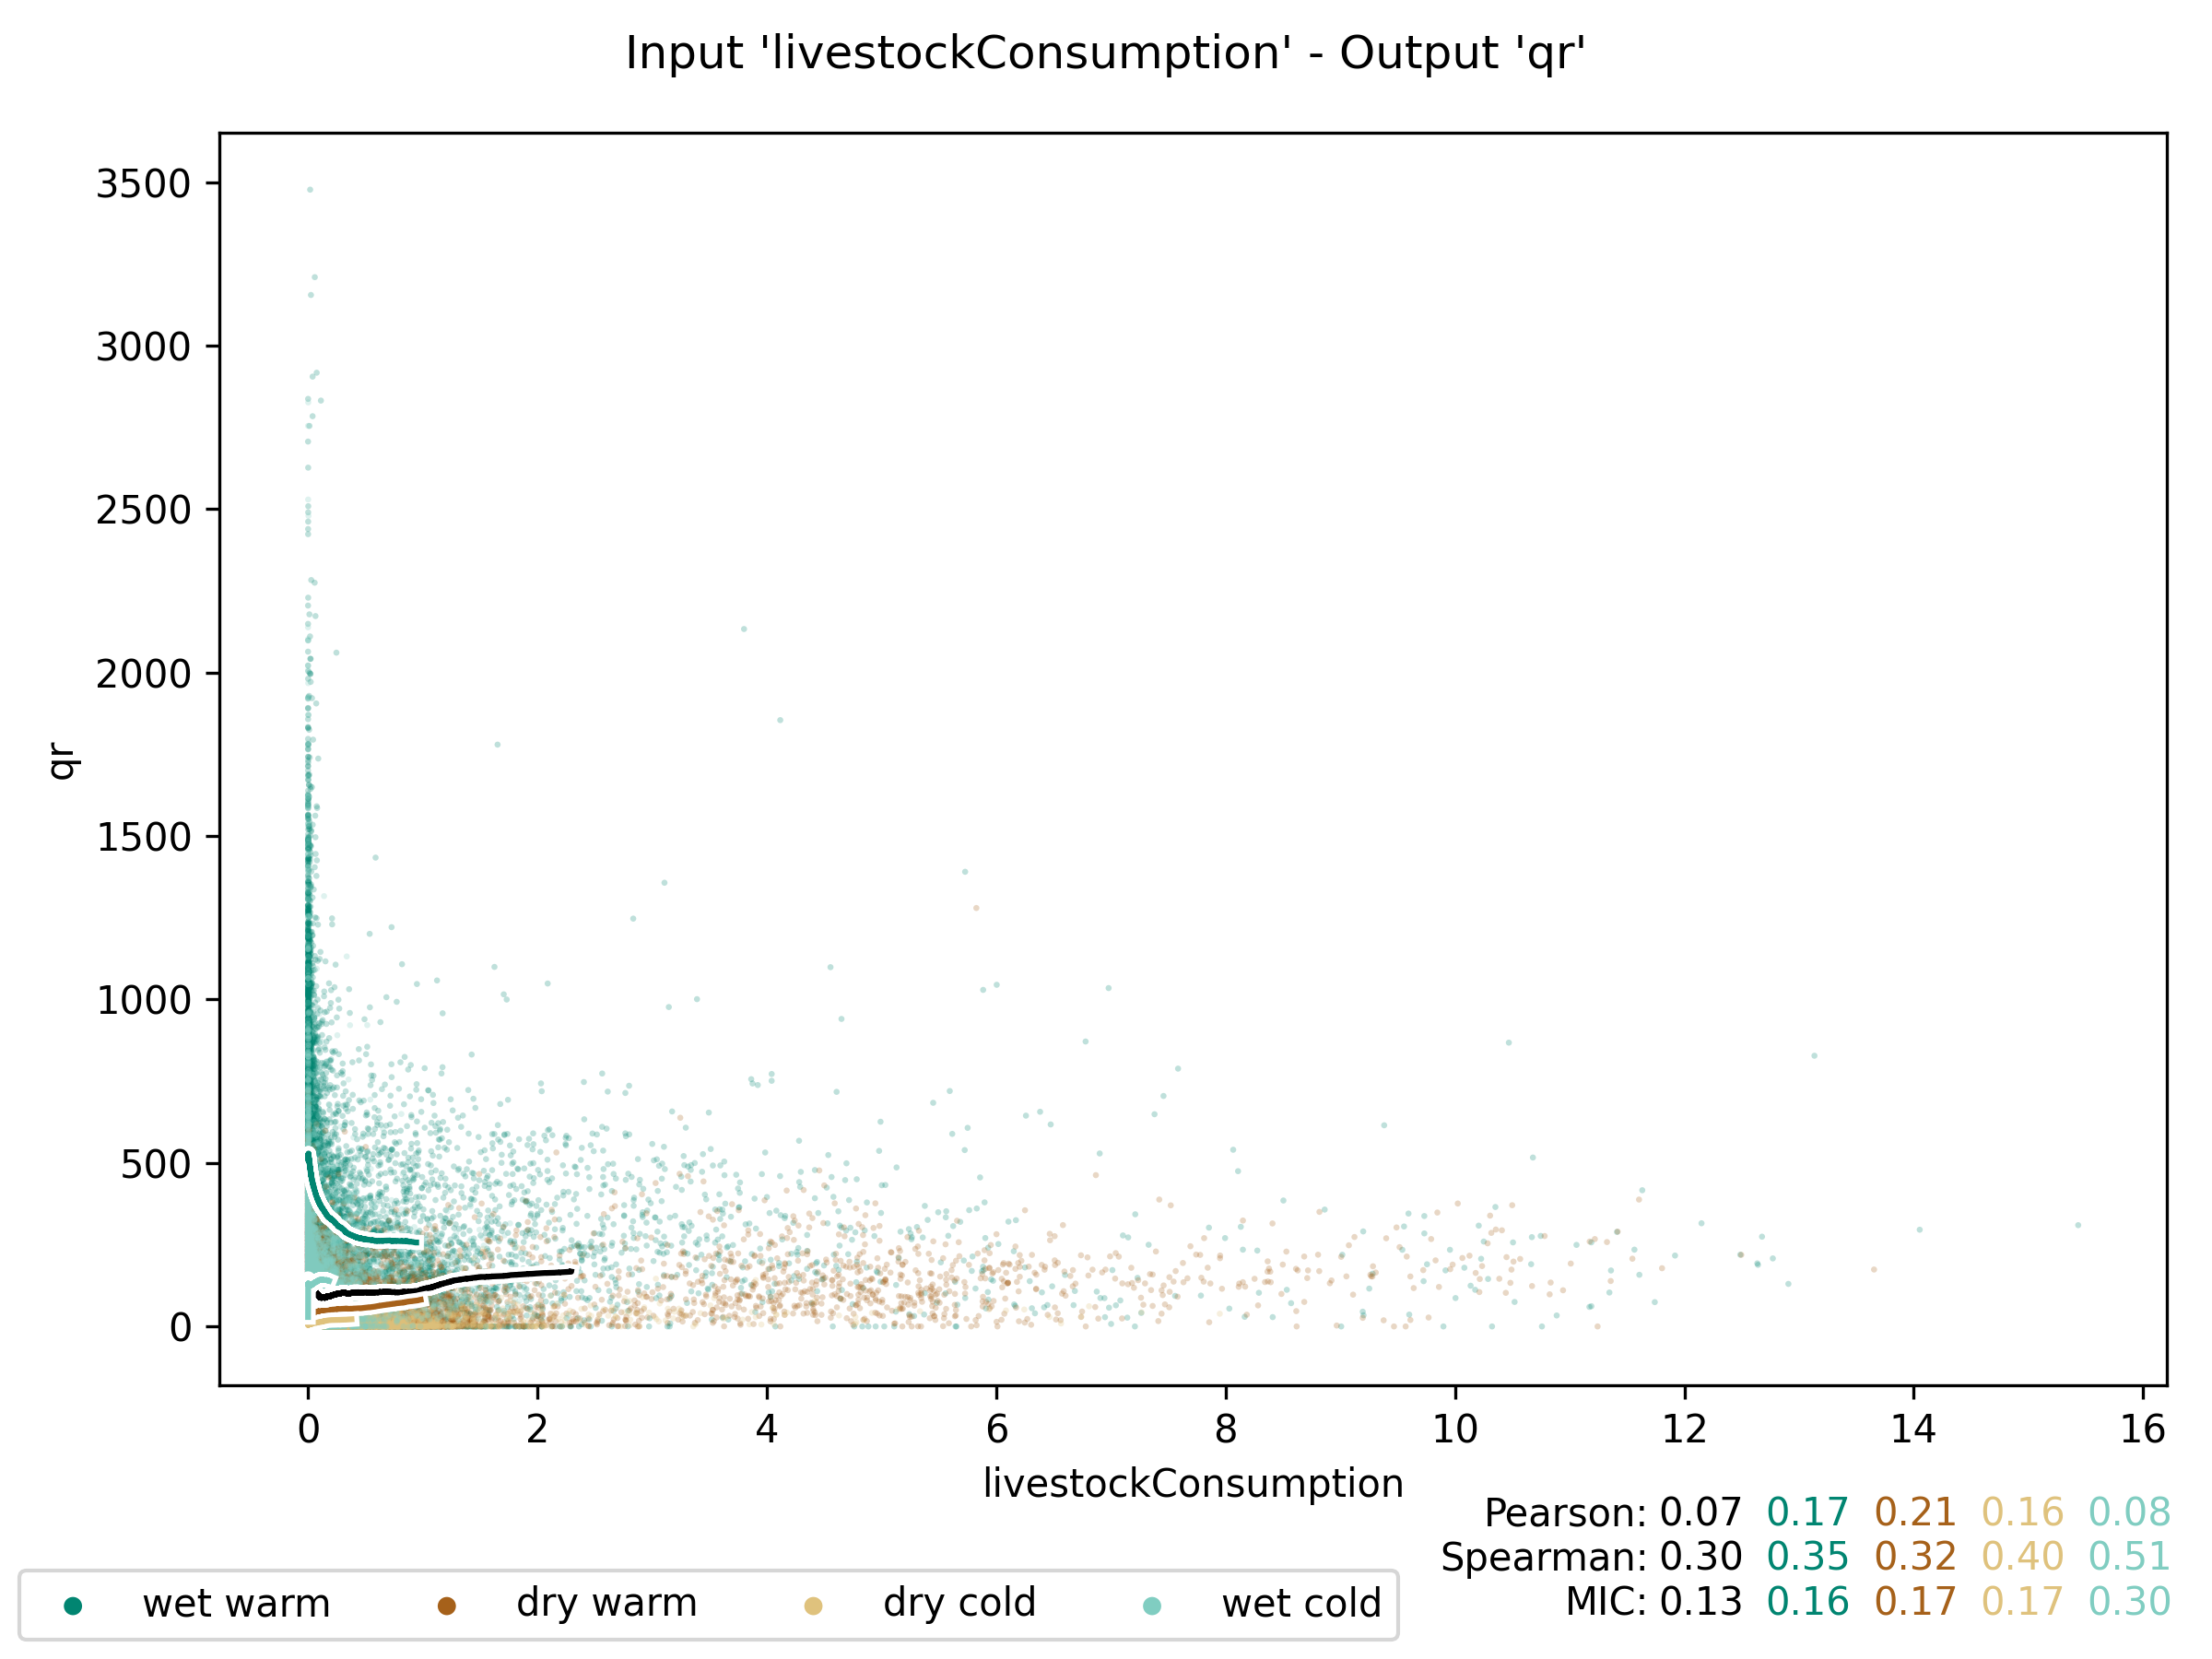 Input 'livestockConsumption' - Output 'qr'
3500
3000
2500
2000
1500
1000
500
0
qr
0 2 4 6 8 10 12 14 16
livestockConsumption
Pearson: 0.07 0.17 0.21 0.16 0.08
Spearman: 0.30 0.35 0.32 0.40 0.51
MIC: 0.13 0.16 0.17 0.17 0.30
wet warm dry warm dry cold wet cold